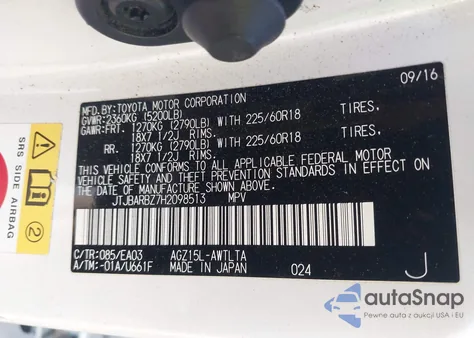 09/16
MFD.BY:TOYOTA MOTOR CORPORATION
GVWR:2360KG (5200LB)
GAWR:FRT. 1270KG (2790LB) WITH 225/60R18 TIRES,
18X7 1/2J RIMS.
RR. 1270KG (2790LB) WITH 225/60R18 TIRES,
18X7 1/2J RIMS.
THIS VEHICLE CONFORMS TO ALL APPLICABLE FEDERAL MOTOR
VEHICLE SAFETY, BUMPER, AND THEFT PREVENTION STANDARDS IN EFFECT
ON THE DATE OF MANUFACTURE SHOWN ABOVE.
JTJBARBZ7H2098513 MPV
C/TR:085/EA03 AGZ15L-AWTLTA
A/TM:-01A/U661F MADE IN JAPAN 024 J
SRS SIDE AIRBAG
2
autoSnap
Pewne auta z aukcji USA i EU